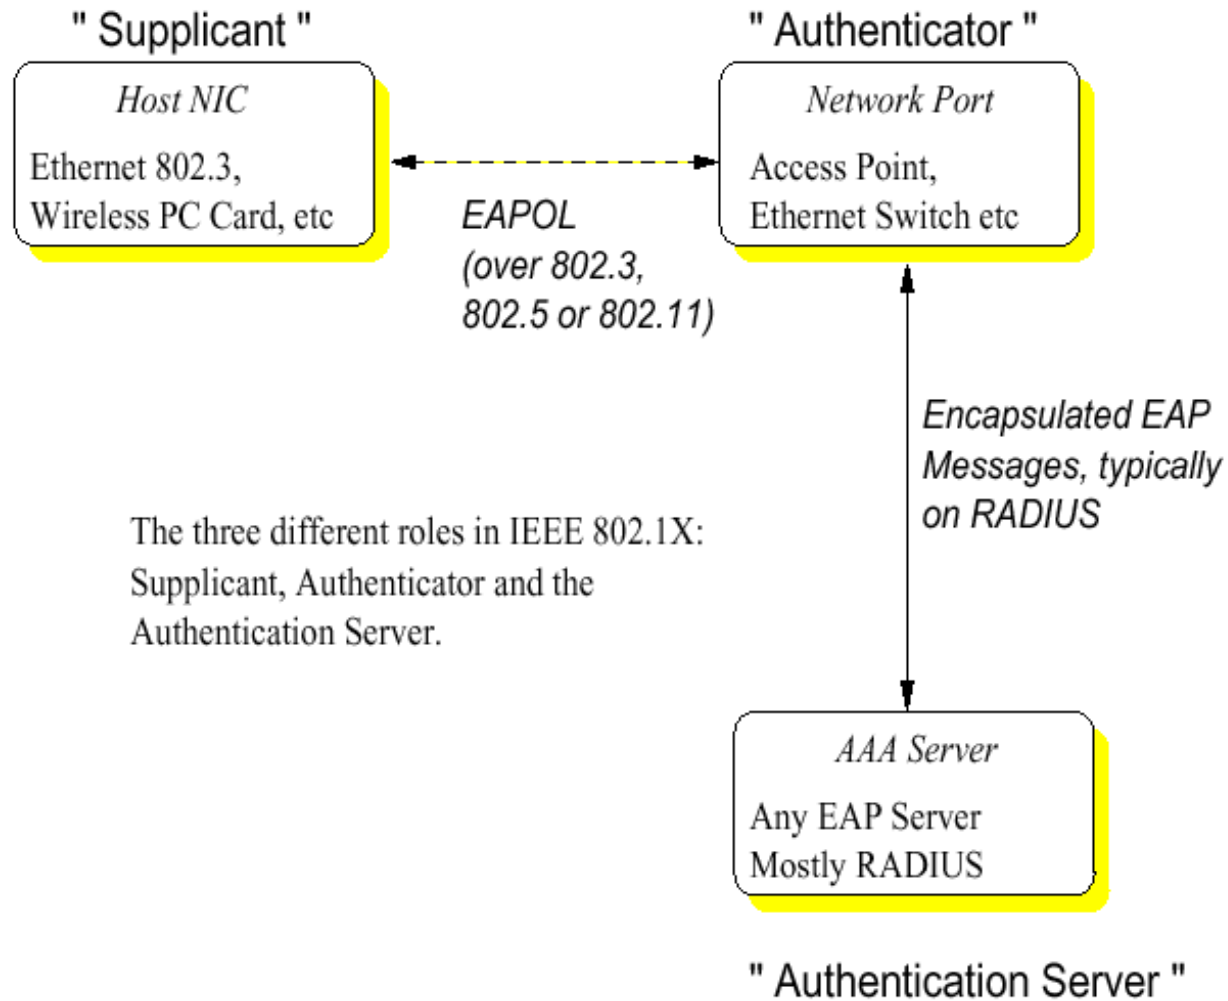 " Supplicant "
Host NIC
Ethernet 802.3,
Wireless PC Card, etc
EAPOL
(over 802.3,
802.5 or 802.11)
" Authenticator "
Network Port
Access Point,
Ethernet Switch etc
Encapsulated EAP
Messages, typically
on RADIUS
The three different roles in IEEE 802.1X:
Supplicant, Authenticator and the
Authentication Server.
AAA Server
Any EAP Server
Mostly RADIUS
" Authentication Server "